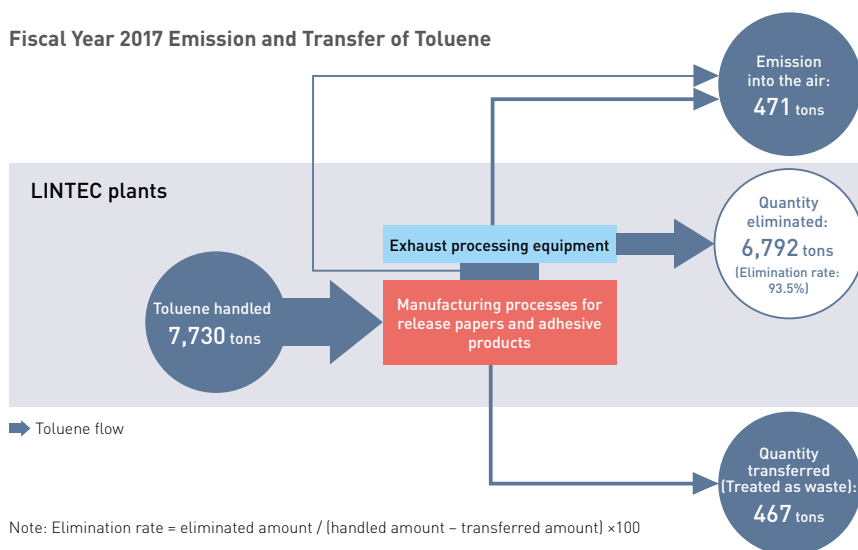 Fiscal Year 2017 Emission and Transfer of Toluene
Emission
into the air:
471 tons
LINTEC plants
Quantity
eliminated:
6,792 tons
(Elimination rate:
93.5%)
Exhaust processing equipment
Toluene handled
7,730 tons
Manufacturing processes for
release papers and adhesive
products
Toluene flow
Quantity
transferred
(Treated as waste):
467 tons
Note: Elimination rate = eliminated amount / (handled amount – transferred amount) ×100